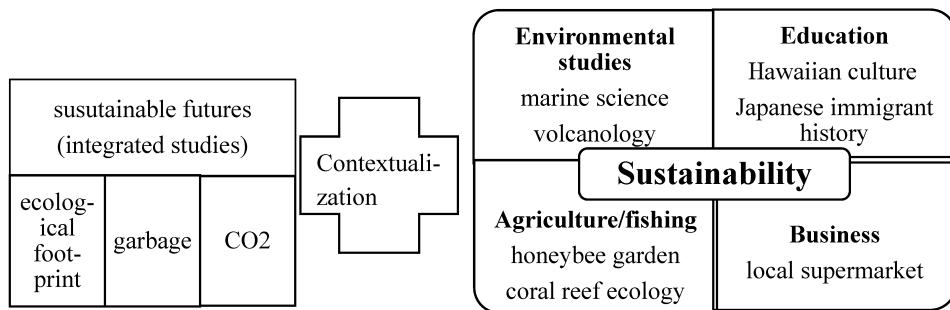 susutainable futures
(integrated studies)
ecolog-
ical
foot-
print
garbage
CO2
Contextuali-
zation
Environmental
studies
marine science
volcanology
Education
Hawaiian culture
Japanese immigrant
history
Sustainability
Agriculture/fishing
honeybee garden
coral reef ecology
Business
local supermarket